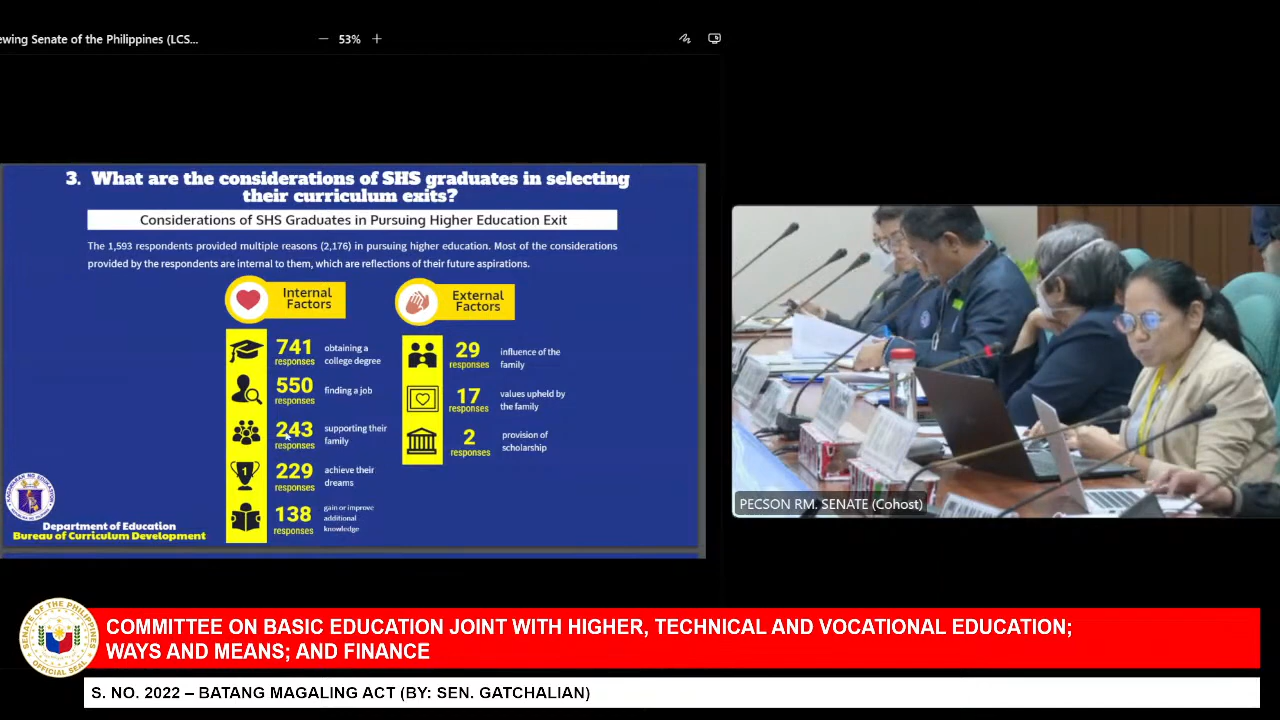 ewing Senate of the Philippines (LCS...
53%
3. What are the considerations of SHS graduates in selecting
their curriculum exits?
Considerations of SHS Graduates in Pursuing Higher Education Exit
The 1,593 respondents provided multiple reasons (2,176) in pursuing higher education. Most of the considerations
provided by the respondents are internal to them, which are reflections of their future aspirations.
Internal
Factors
741
responses
obtaining a
college degree
550
responses
finding a job
243
responses
supporting their
family
1
229
responses
achieve their
dreams
138
responses
gain or improve
additional
knowledge
External
Factors
29
responses
influence of the
family
17
responses
values upheld by
the family
2
responses
provision of
scholarship
Department of Education
Bureau of Curriculum Development
PECSON RM. SENATE (Cohost)
SENATE OF THE PHILIPPINES
OFFICIAL SEAL
COMMITTEE ON BASIC EDUCATION JOINT WITH HIGHER, TECHNICAL AND VOCATIONAL EDUCATION;
WAYS AND MEANS; AND FINANCE
S. NO. 2022 – BATANG MAGALING ACT (BY: SEN. GATCHALIAN)